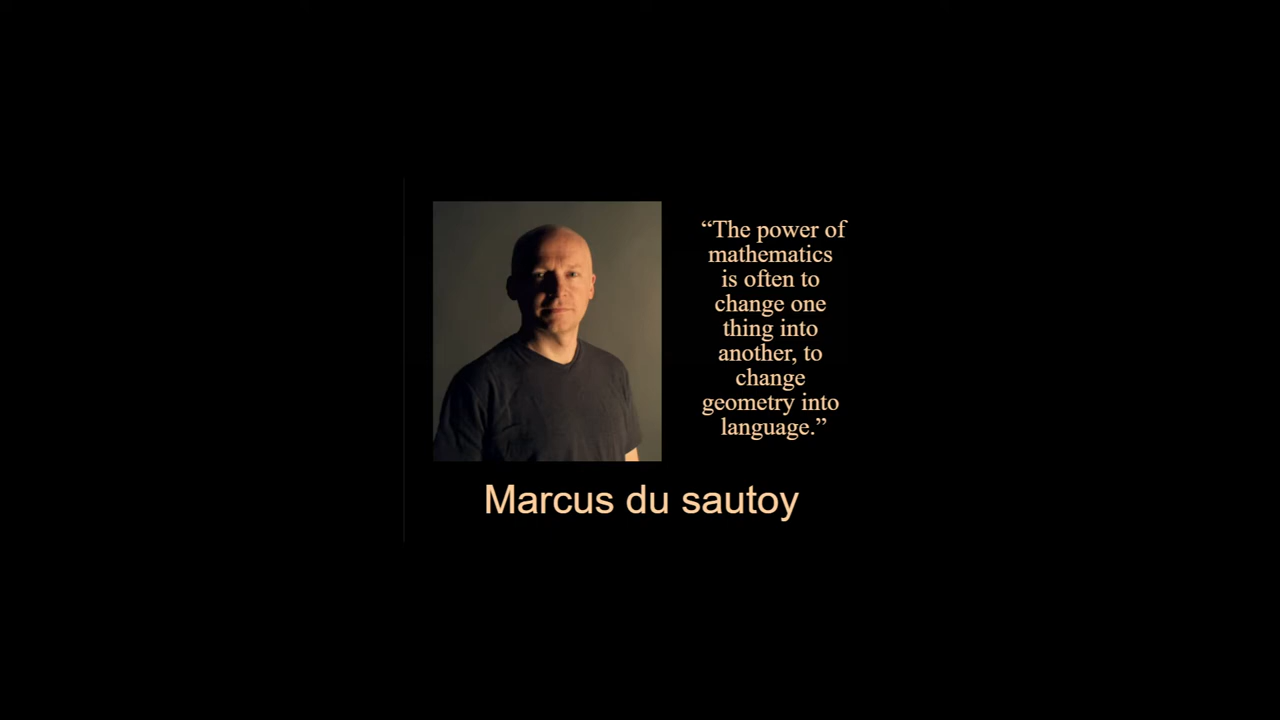 “The power of
mathematics
is often to
change one
thing into
another, to
change
geometry into
language.”
Marcus du sautoy